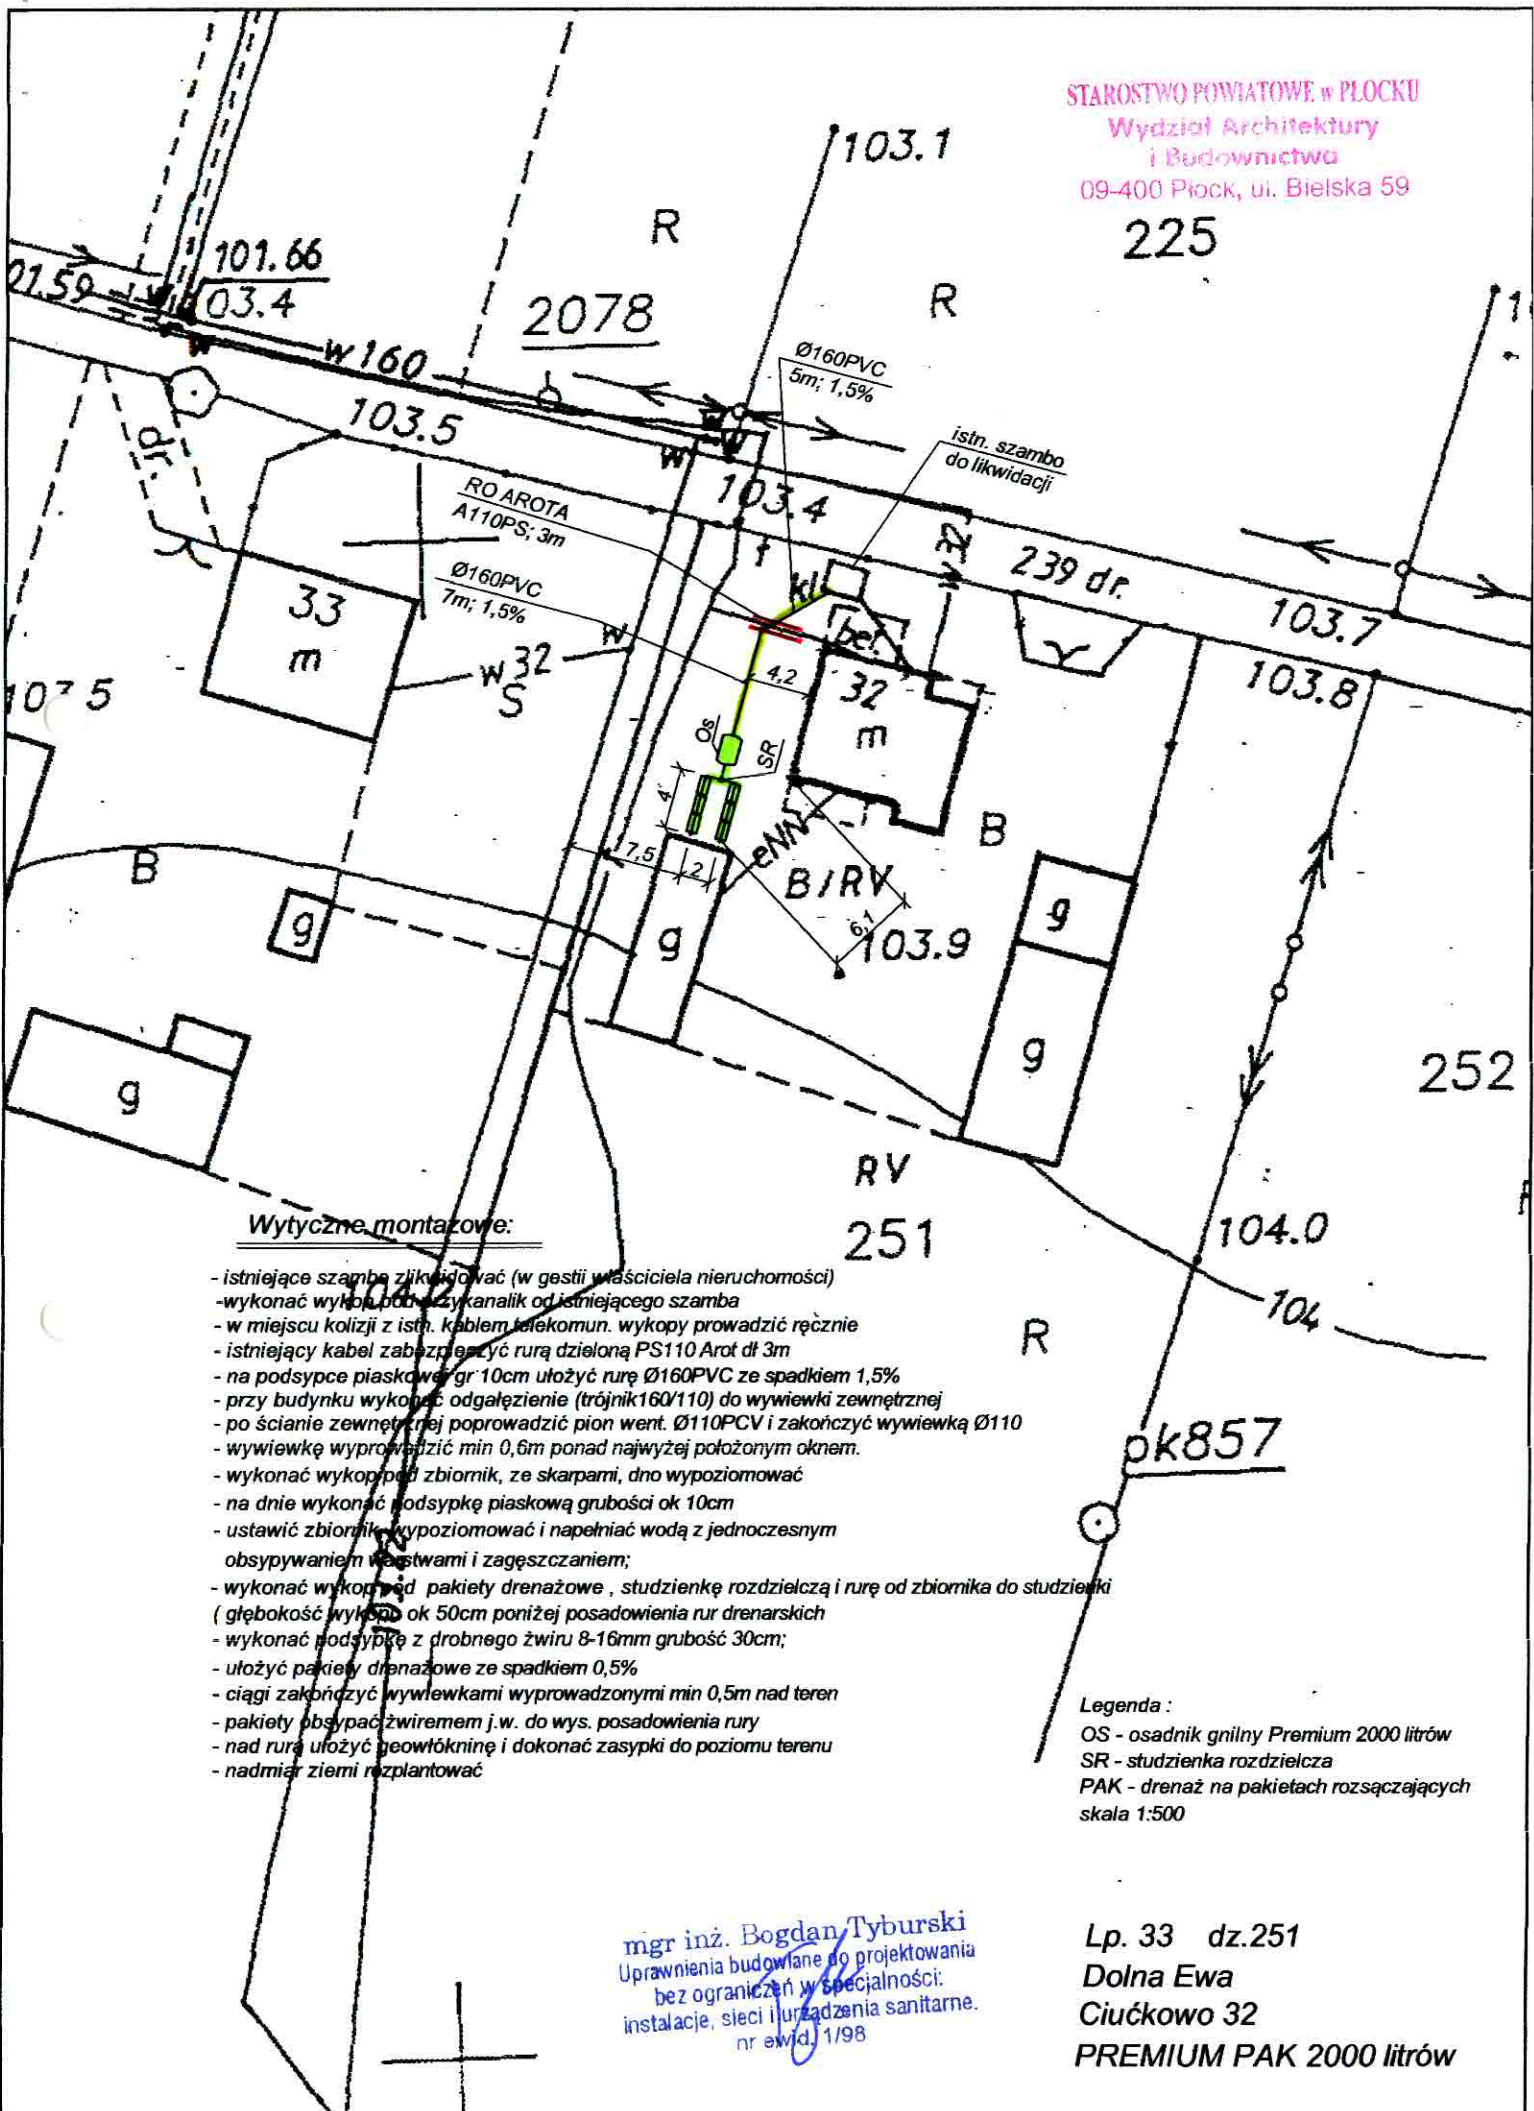 STAROSTWO POWIATOWE w PŁOCKU
Wydział Architektury
i Budownictwa
09-400 Płock, ul. Bielska 59
103.1
R
225
101.66
03.4
01.59
2078
R
w160
Ø160PVC
5m; 1,5%
103.5
istn. szambo
do likwidacji
dr.
w
w
w
103.4
RO AROTA
A110PS; 3m
t
w32
239 dr.
Ø160PVC
7m; 1,5%
kl
103.7
33
m
bet.
w
w32
S
4,2
32
m
103.8
Os
SR
4
B
eNN
B
7,5
2
B/RV
6,1
g
g
g
103.9
g
g
252
RV
251
104.0
104
R
104.2
103.72
pk857
Wytyczne montażowe:
- istniejące szambo zlikwidować (w gestii właściciela nieruchomości)
-wykonać wykop pod przykanalik od istniejącego szamba
- w miejscu kolizji z istn. kablem telekomun. wykopy prowadzić ręcznie
- istniejący kabel zabezpieszyć rurą dzieloną PS110 Arot dł 3m
- na podsypce piaskowej gr 10cm ułożyć rurę Ø160PVC ze spadkiem 1,5%
- przy budynku wykonać odgałęzienie (trójnik160/110) do wywiewki zewnętrznej
- po ścianie zewnętrznej poprowadzić pion went. Ø110PCV i zakończyć wywiewką Ø110
- wywiewkę wyprowadzić min 0,6m ponad najwyżej położonym oknem.
- wykonać wykop pod zbiornik, ze skarpami, dno wypoziomować
- na dnie wykonać podsypkę piaskową grubości ok 10cm
- ustawić zbiornik, wypoziomować i napełniać wodą z jednoczesnym
obsypywaniem warstwami i zagęszczaniem;
- wykonać wykop pod pakiety drenażowe , studzienkę rozdzielczą i rurę od zbiornika do studzienki
( głębokość wykopu ok 50cm poniżej posadowienia rur drenarskich
- wykonać podsypkę z drobnego żwiru 8-16mm grubość 30cm;
- ułożyć pakiety drenażowe ze spadkiem 0,5%
- ciągi zakończyć wywiewkami wyprowadzonymi min 0,5m nad teren
- pakiety obsypać żwiremem j.w. do wys. posadowienia rury
- nad rurą ułożyć geowłókninę i dokonać zasypki do poziomu terenu
- nadmiar ziemi rozplantować
Legenda :
OS - osadnik gnilny Premium 2000 litrów
SR - studzienka rozdzielcza
PAK - drenaż na pakietach rozsączających
skala 1:500
mgr inż. Bogdan Tyburski
Uprawnienia budowlane do projektowania
bez ograniczeń w specjalności:
instalacje, sieci i urządzenia sanitarne.
nr ewid. 1/98
Lp. 33 dz.251
Dolna Ewa
Ciućkowo 32
PREMIUM PAK 2000 litrów